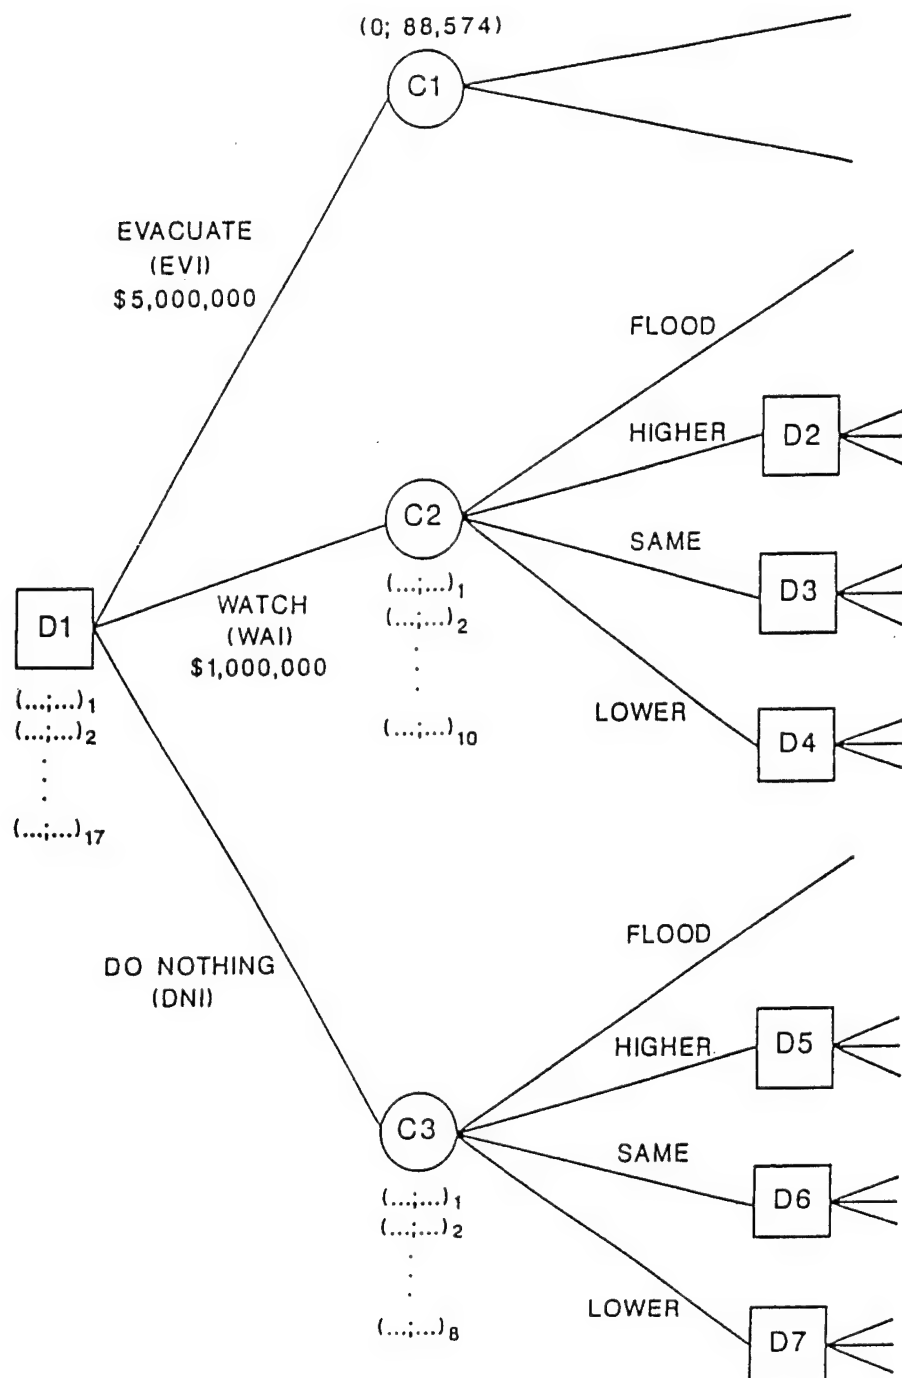 (0; 88,574)
C1
EVACUATE
(EVI)
$5,000,000
FLOOD
HIGHER
D2
C2
SAME
D3
(...;...)1
(...;...)2
.
.
.
(...;...)10
LOWER
D4
D1
WATCH
(WAI)
$1,000,000
(...;...)1
(...;...)2
.
.
.
(...;...)17
DO NOTHING
(DNI)
FLOOD
HIGHER
D5
C3
SAME
D6
(...;...)1
(...;...)2
.
.
.
(...;...)8
LOWER
D7